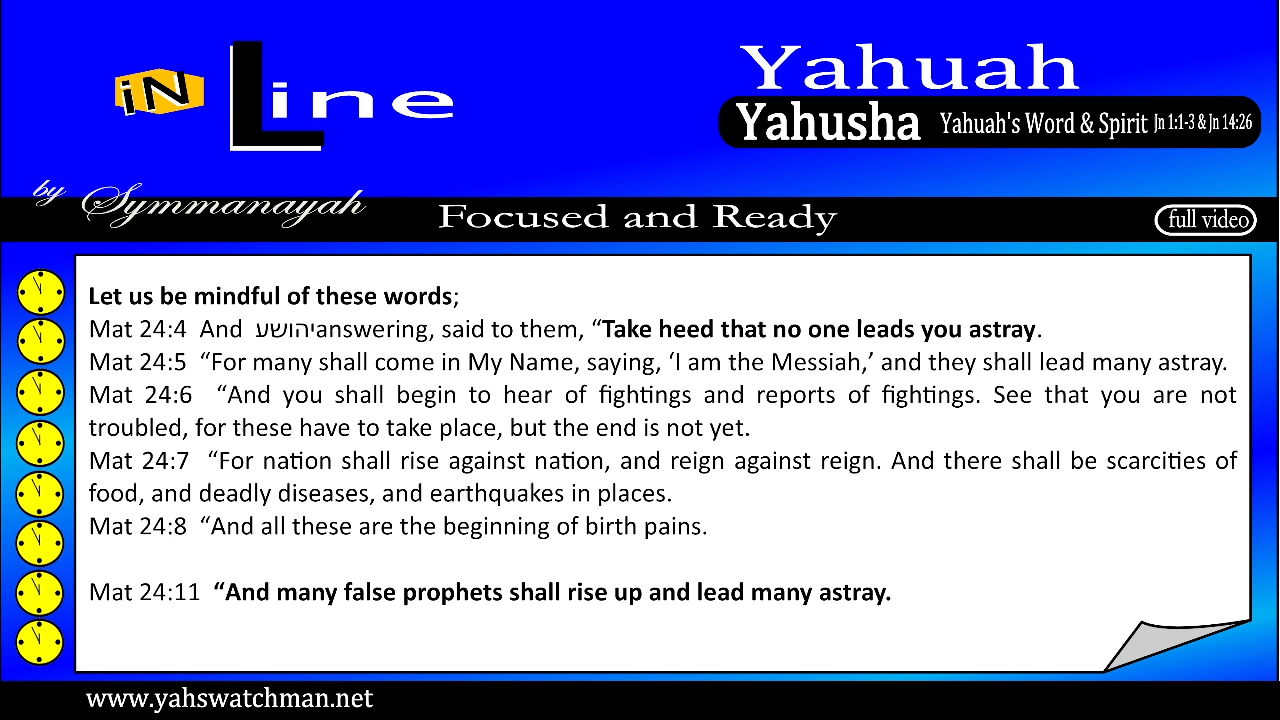 iN Line
Yahuah
Yahusha Yahuah's Word & Spirit Jn 1:1-3 & Jn 14:26
by Symmanayah
Focused and Ready
full video
Let us be mindful of these words;
Mat 24:4 And יהושע answering, said to them, “Take heed that no one leads you astray.
Mat 24:5 “For many shall come in My Name, saying, ‘I am the Messiah,’ and they shall lead many astray.
Mat 24:6 “And you shall begin to hear of fightings and reports of fightings. See that you are not
troubled, for these have to take place, but the end is not yet.
Mat 24:7 “For nation shall rise against nation, and reign against reign. And there shall be scarcities of
food, and deadly diseases, and earthquakes in places.
Mat 24:8 “And all these are the beginning of birth pains.
Mat 24:11 “And many false prophets shall rise up and lead many astray.
www.yahswatchman.net